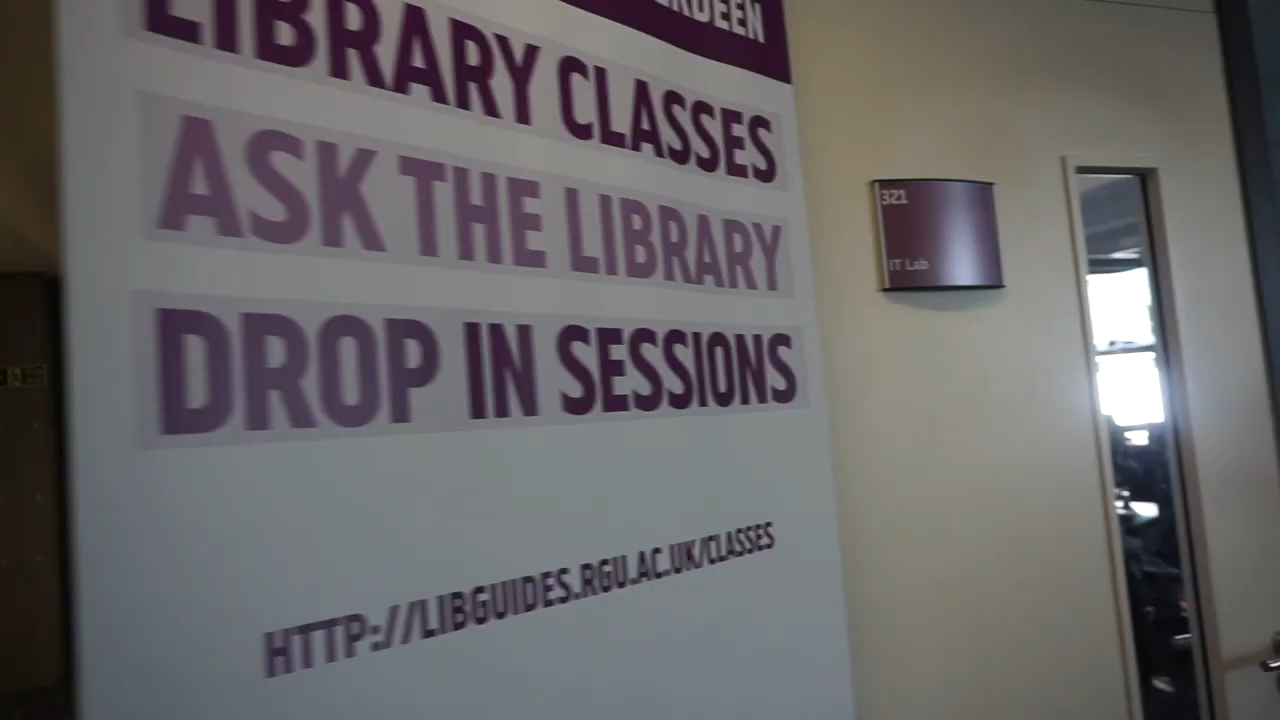 LIBRARY CLASSES
ASK THE LIBRARY
DROP IN SESSIONS
HTTP://LIBGUIDES.RGU.AC.UK/CLASSES
321
IT Lab